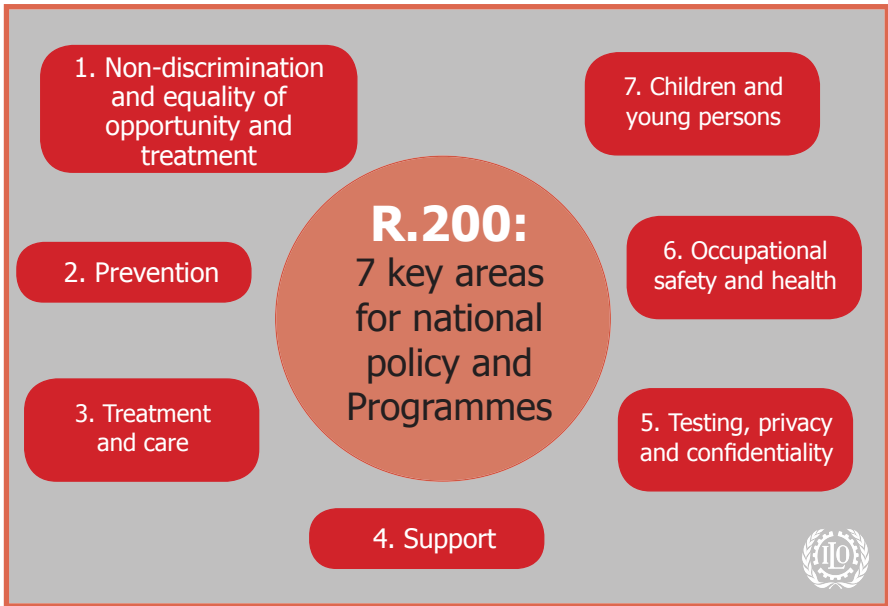 R.200:
7 key areas
for national
policy and
Programmes
1. Non-discrimination
and equality of
opportunity and
treatment
2. Prevention
3. Treatment
and care
4. Support
5. Testing, privacy
and confidentiality
6. Occupational
safety and health
7. Children and
young persons
ILO